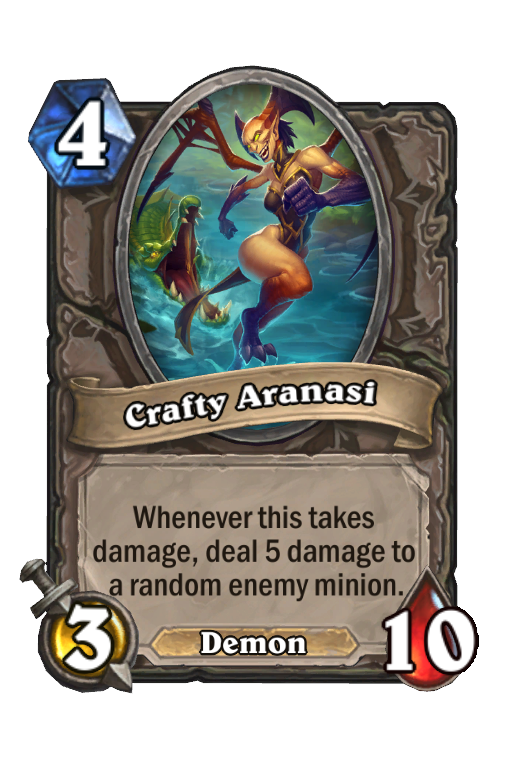 4
Crafty Aranasi
Whenever this takes
damage, deal 5 damage to
a random enemy minion.
3
Demon
10